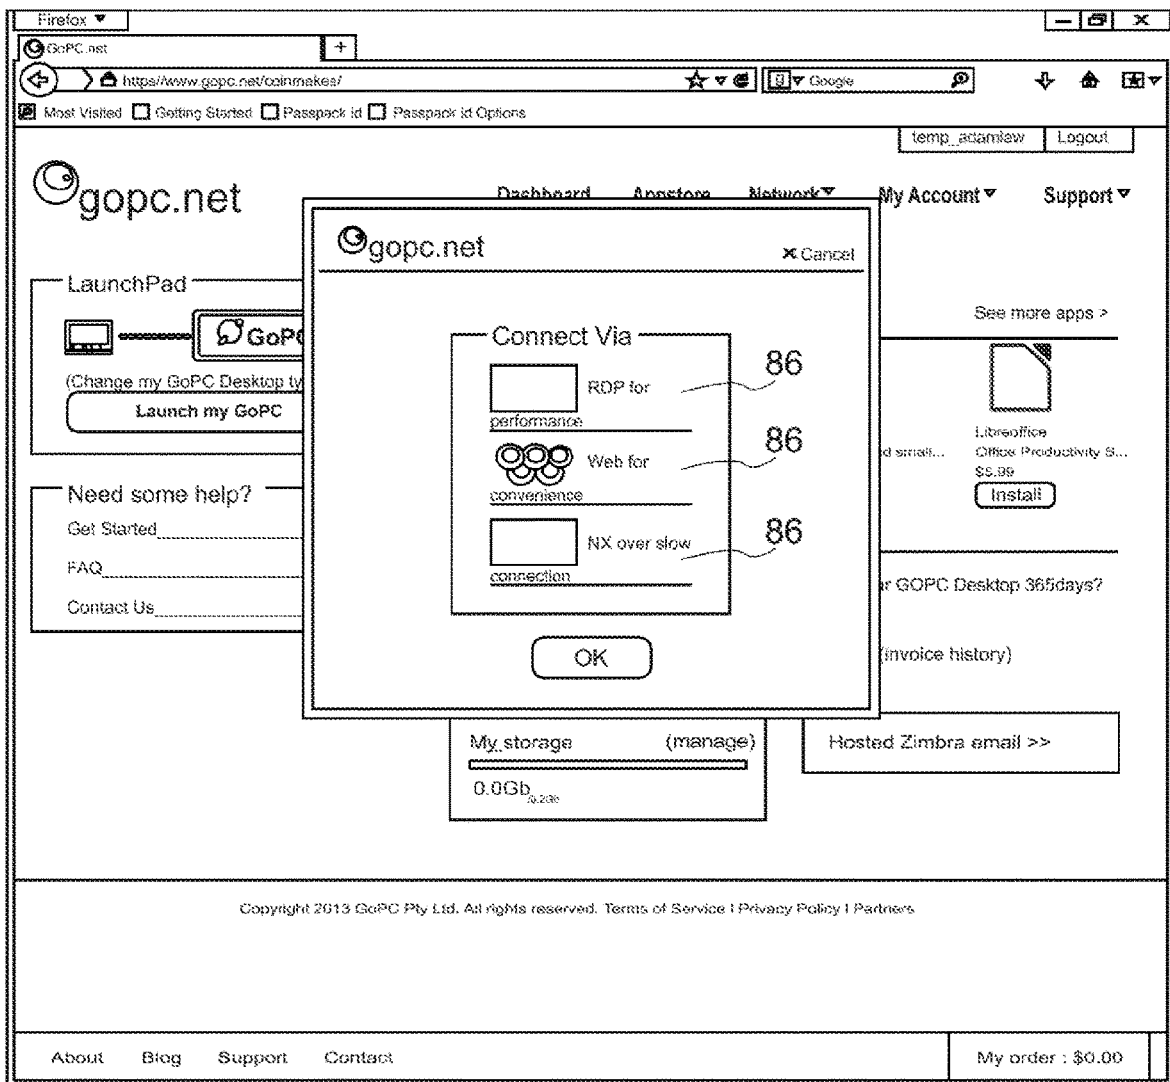 Firefox
GoPC.net +
https//www.gopc.net/coinmakes/ Google
Most Visited Getting Started Passpack id Passpack id Options
temp_adamlaw Logout
gopc.net
Dashboard Appstore Network My Account Support
gopc.net
× Cancel
LaunchPad
GoPC
(Change my GoPC Desktop ty
Launch my GoPC
Need some help?
Get Started
FAQ
Contact Us
Connect Via
RDP for
performance
86
Web for
convenience
86
NX over slow
connection
86
OK
See more apps >
Libreoffice
d small... Office Productivity S...
$5.99
Install
r GOPC Desktop 365days?
(invoice history)
My storage (manage)
0.0Gb
Hosted Zimbra email >>
Copyright 2013 GoPC Pty Ltd. All rights reserved. Terms of Service I Privacy Policy I Partners
About Blog Support Contact My order : $0.00